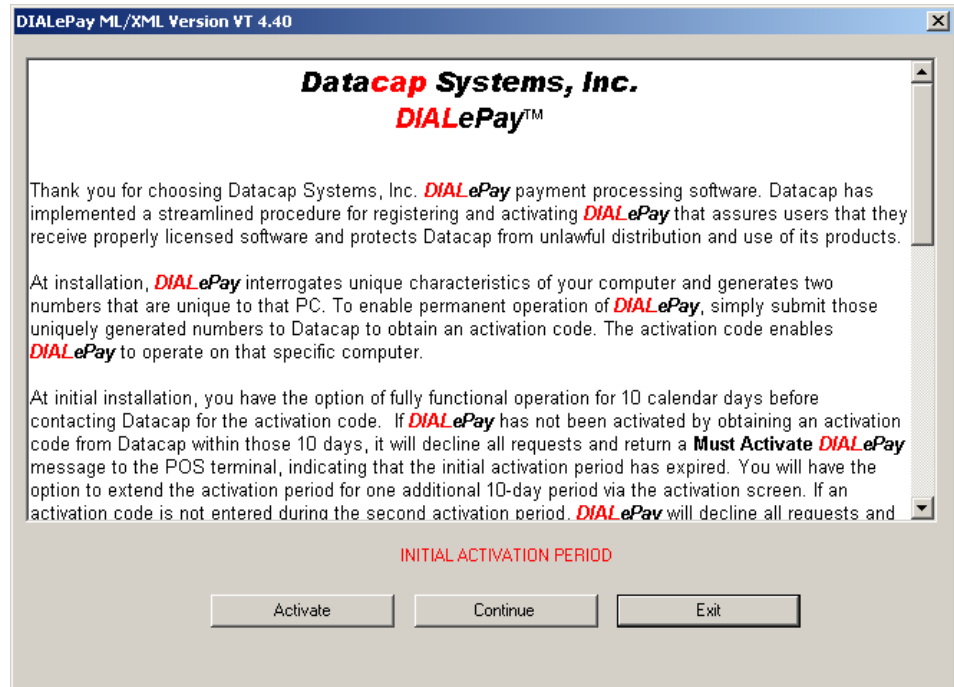 DIALePay ML/XML Version VT 4.40
Datacap Systems, Inc.
DIALePay™
Thank you for choosing Datacap Systems, Inc. DIALePay payment processing software. Datacap has
implemented a streamlined procedure for registering and activating DIALePay that assures users that they
receive properly licensed software and protects Datacap from unlawful distribution and use of its products.
At installation, DIALePay interrogates unique characteristics of your computer and generates two
numbers that are unique to that PC. To enable permanent operation of DIALePay, simply submit those
uniquely generated numbers to Datacap to obtain an activation code. The activation code enables
DIALePay to operate on that specific computer.
At initial installation, you have the option of fully functional operation for 10 calendar days before
contacting Datacap for the activation code.  If DIALePay has not been activated by obtaining an activation
code from Datacap within those 10 days, it will decline all requests and return a Must Activate DIALePay
message to the POS terminal, indicating that the initial activation period has expired. You will have the
option to extend the activation period for one additional 10-day period via the activation screen. If an
activation code is not entered during the second activation period, DIALePay will decline all requests and
INITIAL ACTIVATION PERIOD
Activate Continue Exit